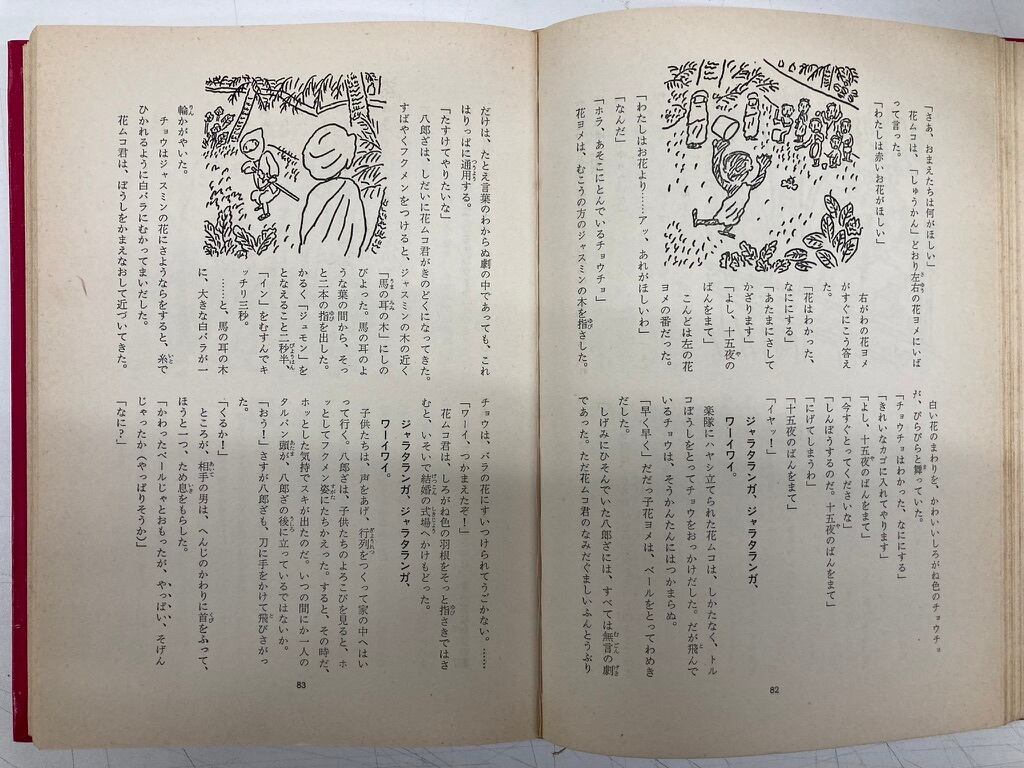 「さあ、おまえたちは何がほしい」
花ムコは、「しゅうかん」どおり左右の花ヨメにいば
って言った。
「わたしは赤いお花がほしい」
右がわの花ヨメ
がすぐにこう答え
た。
「花はわかった、
なににする」
「あたまにさして
かざります」
「よし、十五夜の
ばんをまて」
こんどは左の花
ヨメの番だった。
「わたしはお花より……アッ、あれがほしいわ」
「なんだ」
「ホラ、あそこにとんでいるチョウチョ」
花ヨメは、むこうの方のジャスミンの木を指さした。
白い花のまわりを、かわいいしろがね色のチョウチョ
が、ぴらぴらと舞っていた。
「チョウチョはわかった、なににする」
「きれいなカゴに入れてやります」
「よし、十五夜のばんをまて」
「今すぐとってくださいな」
「しんぼうするのだ。十五夜のばんをまて」
「にげてしまうわ」
「十五夜のばんをまて」
「イヤッ!」
ジャラタランガ、ジャラタランガ、
ワーイワイ。
楽隊にハヤシ立てられた花ムコは、しかたなく、トル
コぼうしをとってチョウをおっかけだした。だが飛んで
いるチョウは、そうかんたんにはつかまらぬ。
「早く早く」だだっ子花ヨメは、ベールをとってわめき
だした。
しげみにひそんでいた八郎ざには、すべては無言の劇
であった。ただ花ムコ君のなみだぐましいふんとうぶり
82
だけは、たとえ言葉のわからぬ劇の中であっても、これ
はりっぱに通用する。
「たすけてやりたいな」
八郎ざは、しだいに花ムコ君がきのどくになってきた。
すばやくフクメンをつけると、ジャスミンの木の近く
「馬の耳の木」にしの
びよった。馬の耳のよ
うな葉の間から、そっ
と二本の指を出した。
かるく「ジュモン」を
となえること二秒半、
「イン」をむすんでキ
ッチリ三秒。
……と、馬の耳の木
に、大きな白バラが一
輪かがやいた。
チョウはジャスミンの花にさようならをすると、糸で
ひかれるように白バラにむかってまいだした。
花ムコ君は、ぼうしをかまえなおして近づいてきた。
チョウは、バラの花にすいつけられてうごかない。……
「ワーイ、つかまえたぞ!」
花ムコ君は、しろがね色の羽根をそっと指さきではさ
むと、いそいで結婚の式場へかけもどった。
ジャラタランガ、ジャラタランガ、
ワーイワイ。
子供たちは、声をあげ、行列をつくって家の中へはい
って行く。八郎ざは、子供たちのよろこびを見ると、ホ
ッとしてフクメン姿にたちかえった。すると、その時だ、
ホッとした気持でスキが出たのだ。いつの間にか一人の
タルバン頭が、八郎ざの後に立っているではないか。
「おう!」さすが八郎ざも、刀に手をかけて飛びさがっ
た。
「くるか!」
ところが、相手の男は、へんじのかわりに首をふって、
ほうと一つ、ため息をもらした。
「かわったベールじゃとおもったが、やっぱい、そげん
じゃったか(やっぱりそうか)」
「なに?」
83